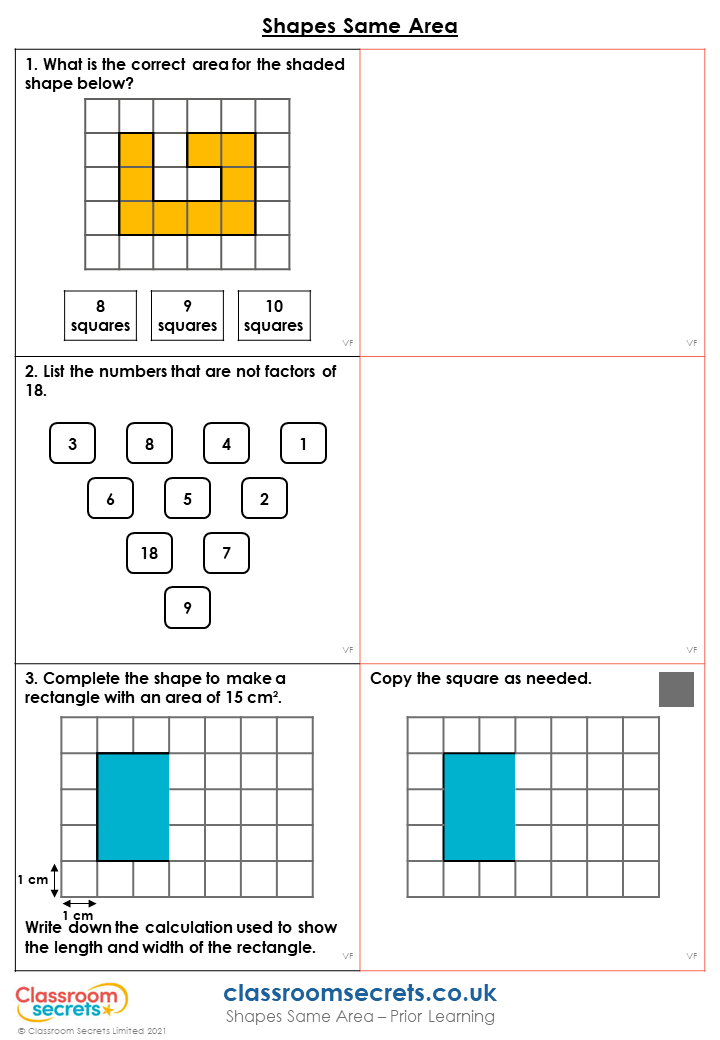 Shapes Same Area
1. What is the correct area for the shaded
shape below?
8
squares
9
squares
10
squares
VF
VF
2. List the numbers that are not factors of
18.
3
8
4
1
6
5
2
18
7
9
VF
VF
3. Complete the shape to make a
rectangle with an area of 15 cm².
1 cm
1 cm
Write down the calculation used to show
the length and width of the rectangle.
VF
Copy the square as needed.
VF
Classroom
secrets
© Classroom Secrets Limited 2021
classroomsecrets.co.uk
Shapes Same Area – Prior Learning